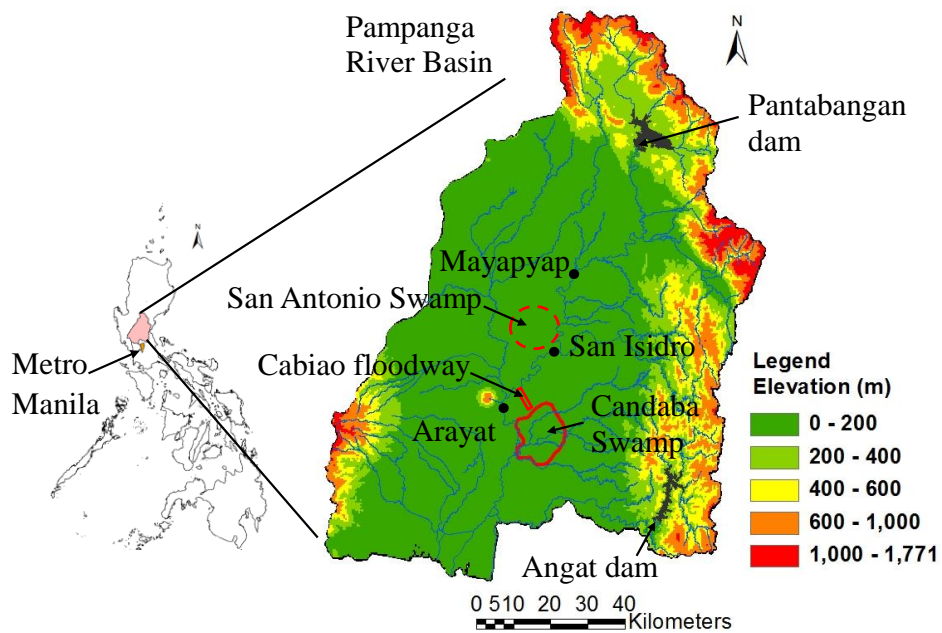 Pampanga
River Basin
N
Pantabangan
dam
N
Mayapyap
San Antonio Swamp
San Isidro
Metro
Manila
Cabiao floodway
Candaba
Swamp
Arayat
Angat dam
Legend
Elevation (m)
0 - 200
200 - 400
400 - 600
600 - 1,000
1,000 - 1,771
0 5 10 20 30 40
Kilometers